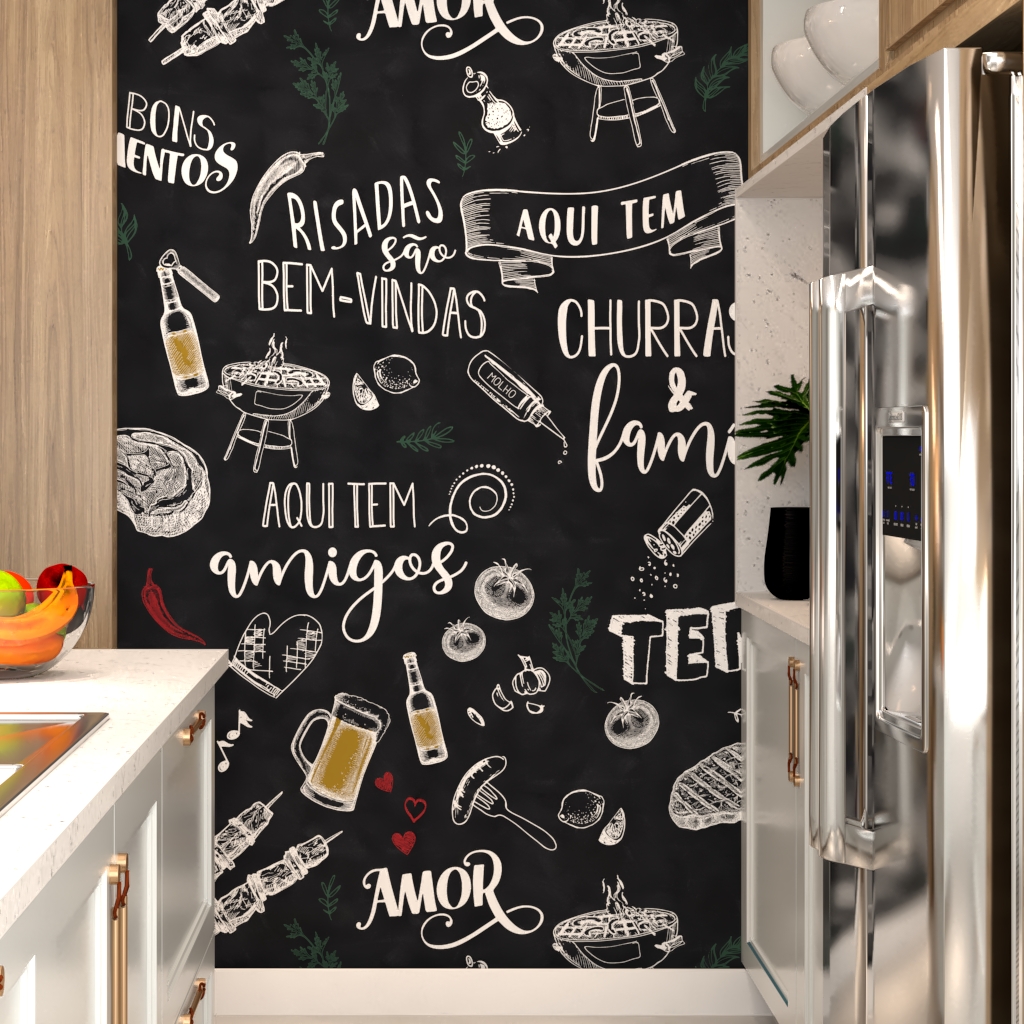 AMOR
BONS
MENTOS
RISADAS
são
BEM-VINDAS
AQUI TEM
CHURRAS
&
famí
MOLHO
AQUI TEM
amigos
TEM
AMOR